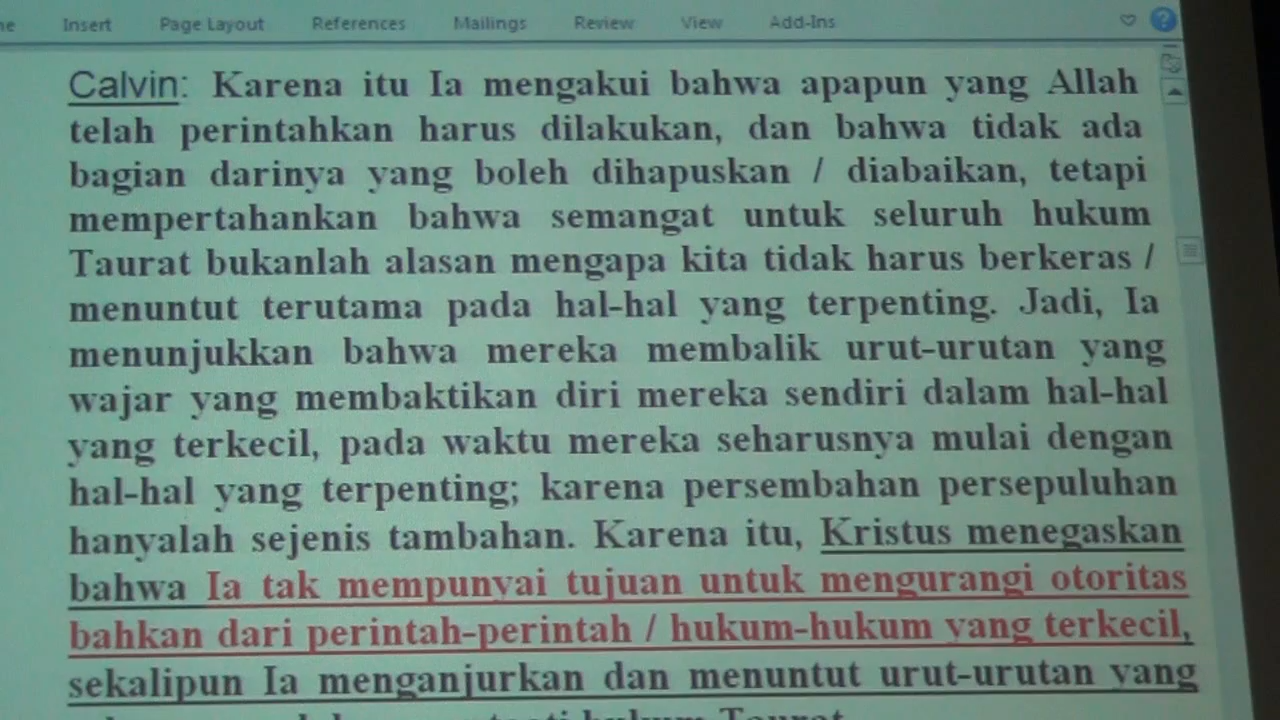 Insert Page Layout References Mailings Review View Add-Ins
Calvin: Karena itu Ia mengakui bahwa apapun yang Allah
telah perintahkan harus dilakukan, dan bahwa tidak ada
bagian darinya yang boleh dihapuskan / diabaikan, tetapi
mempertahankan bahwa semangat untuk seluruh hukum
Taurat bukanlah alasan mengapa kita tidak harus berkeras /
menuntut terutama pada hal-hal yang terpenting. Jadi, Ia
menunjukkan bahwa mereka membalik urut-urutan yang
wajar yang membaktikan diri mereka sendiri dalam hal-hal
yang terkecil, pada waktu mereka seharusnya mulai dengan
hal-hal yang terpenting; karena persembahan persepuluhan
hanyalah sejenis tambahan. Karena itu, Kristus menegaskan
bahwa Ia tak mempunyai tujuan untuk mengurangi otoritas
bahkan dari perintah-perintah / hukum-hukum yang terkecil,
sekalipun Ia menganjurkan dan menuntut urut-urutan yang
hukum Taurat